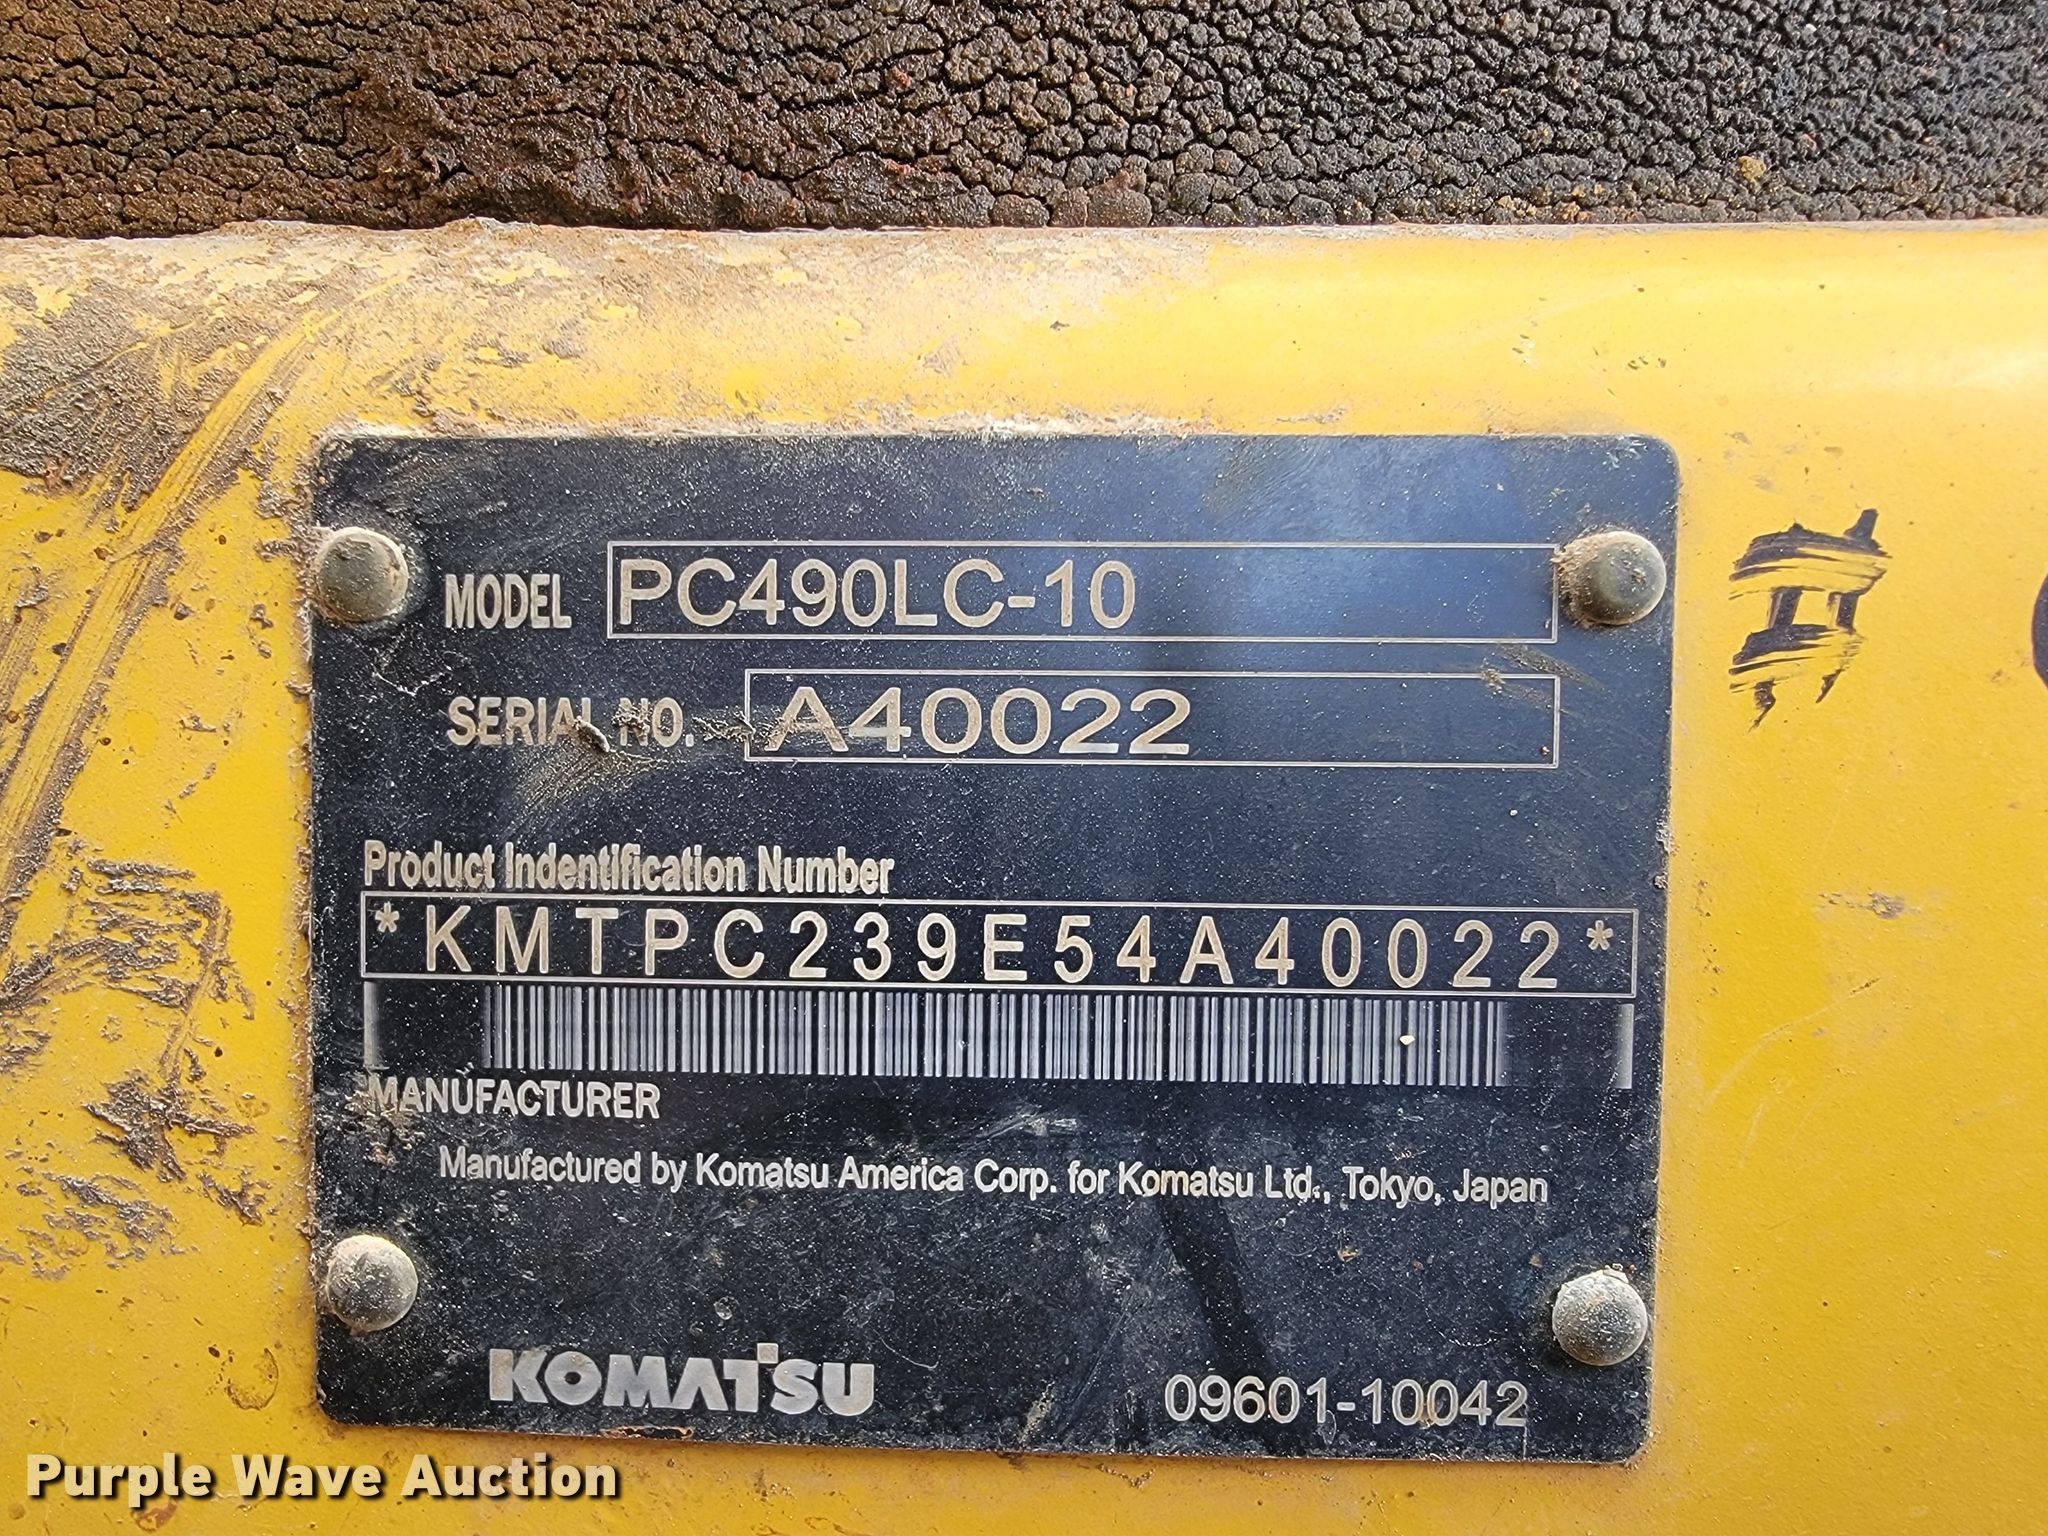 MODEL PC490LC-10
SERIAL NO. A40022
Product Indentification Number
*KMTPC239E54A40022*
MANUFACTURER
Manufactured by Komatsu America Corp. for Komatsu Ltd., Tokyo, Japan
KOMATSU 09601-10042
Purple Wave Auction